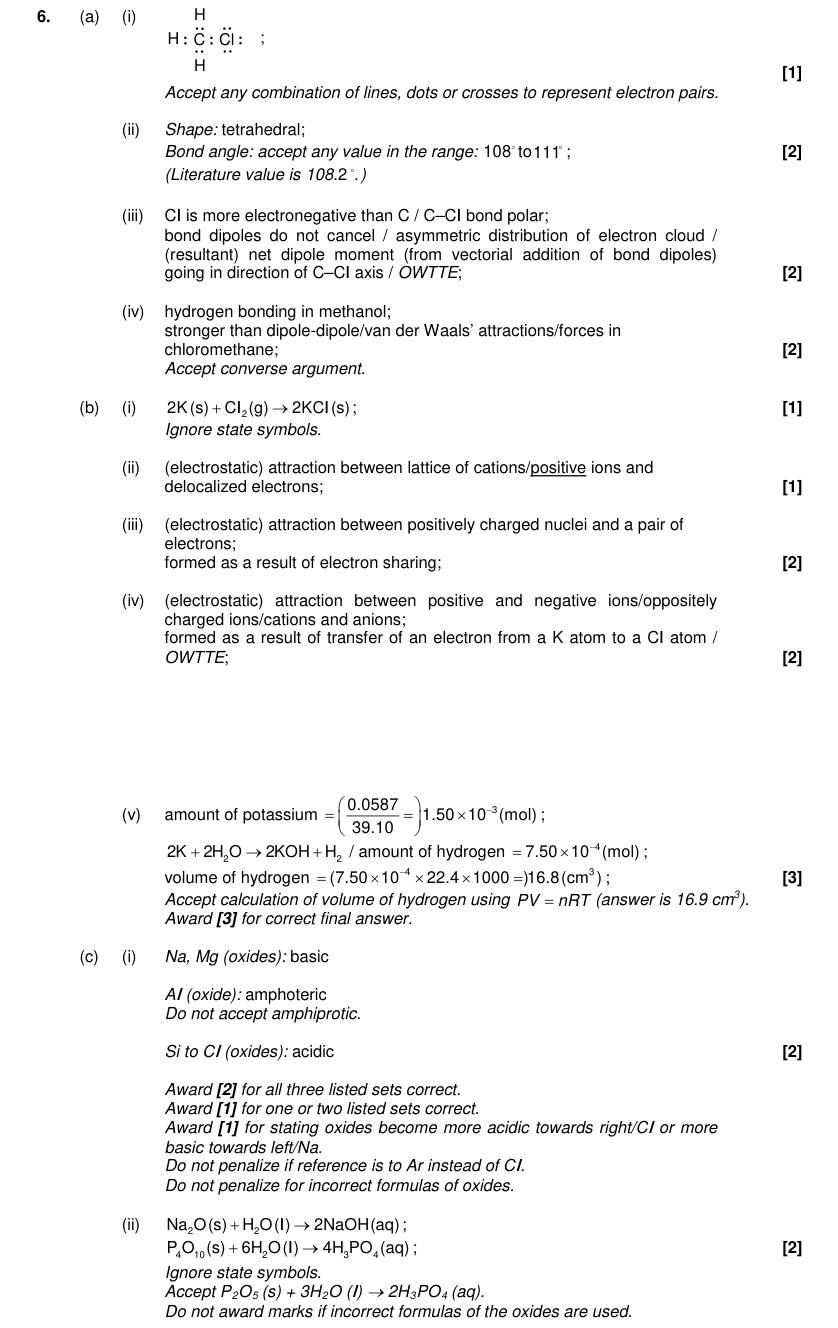 6. (a) (i) H
H : C : Cl : ;
H
[1]
Accept any combination of lines, dots or crosses to represent electron pairs.
(ii) Shape: tetrahedral;
Bond angle: accept any value in the range: 108° to 111° ; [2]
(Literature value is 108.2 °.)
(iii) Cl is more electronegative than C / C–Cl bond polar;
bond dipoles do not cancel / asymmetric distribution of electron cloud /
(resultant) net dipole moment (from vectorial addition of bond dipoles)
going in direction of C–Cl axis / OWTTE; [2]
(iv) hydrogen bonding in methanol;
stronger than dipole-dipole/van der Waals' attractions/forces in
chloromethane; [2]
Accept converse argument.
(b) (i) 2K (s) + Cl₂ (g) → 2KCl (s) ; [1]
Ignore state symbols.
(ii) (electrostatic) attraction between lattice of cations/positive ions and
delocalized electrons; [1]
(iii) (electrostatic) attraction between positively charged nuclei and a pair of
electrons;
formed as a result of electron sharing; [2]
(iv) (electrostatic) attraction between positive and negative ions/oppositely
charged ions/cations and anions;
formed as a result of transfer of an electron from a K atom to a Cl atom /
OWTTE; [2]
(v) amount of potassium = (0.0587/39.10 =) 1.50 × 10⁻³ (mol) ;
2K + 2H₂O → 2KOH + H₂ / amount of hydrogen = 7.50 × 10⁻⁴ (mol) ;
volume of hydrogen = (7.50 × 10⁻⁴ × 22.4 × 1000 =)16.8 (cm³) ; [3]
Accept calculation of volume of hydrogen using PV = nRT (answer is 16.9 cm³).
Award [3] for correct final answer.
(c) (i) Na, Mg (oxides): basic
Al (oxide): amphoteric
Do not accept amphiprotic.
Si to Cl (oxides): acidic [2]
Award [2] for all three listed sets correct.
Award [1] for one or two listed sets correct.
Award [1] for stating oxides become more acidic towards right/Cl or more
basic towards left/Na.
Do not penalize if reference is to Ar instead of Cl.
Do not penalize for incorrect formulas of oxides.
(ii) Na₂O (s) + H₂O (l) → 2NaOH (aq) ;
P₄O₁₀ (s) + 6H₂O (l) → 4H₃PO₄ (aq) ; [2]
Ignore state symbols.
Accept P₂O₅ (s) + 3H₂O (l) → 2H₃PO₄ (aq).
Do not award marks if incorrect formulas of the oxides are used.